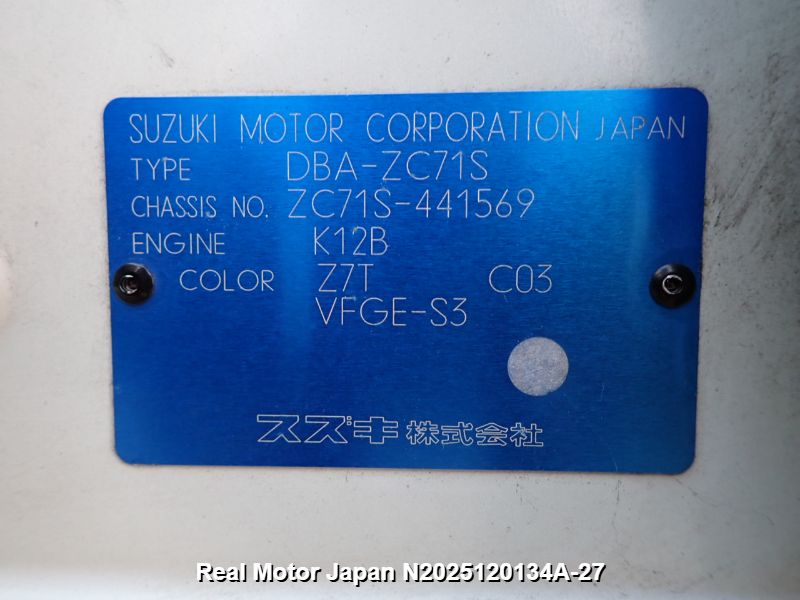 SUZUKI MOTOR CORPORATION JAPAN
TYPE DBA-ZC71S
CHASSIS NO. ZC71S-441569
ENGINE K12B
COLOR Z7T C03
VFGE-S3
スズキ株式会社
Real Motor Japan N2025120134A-27